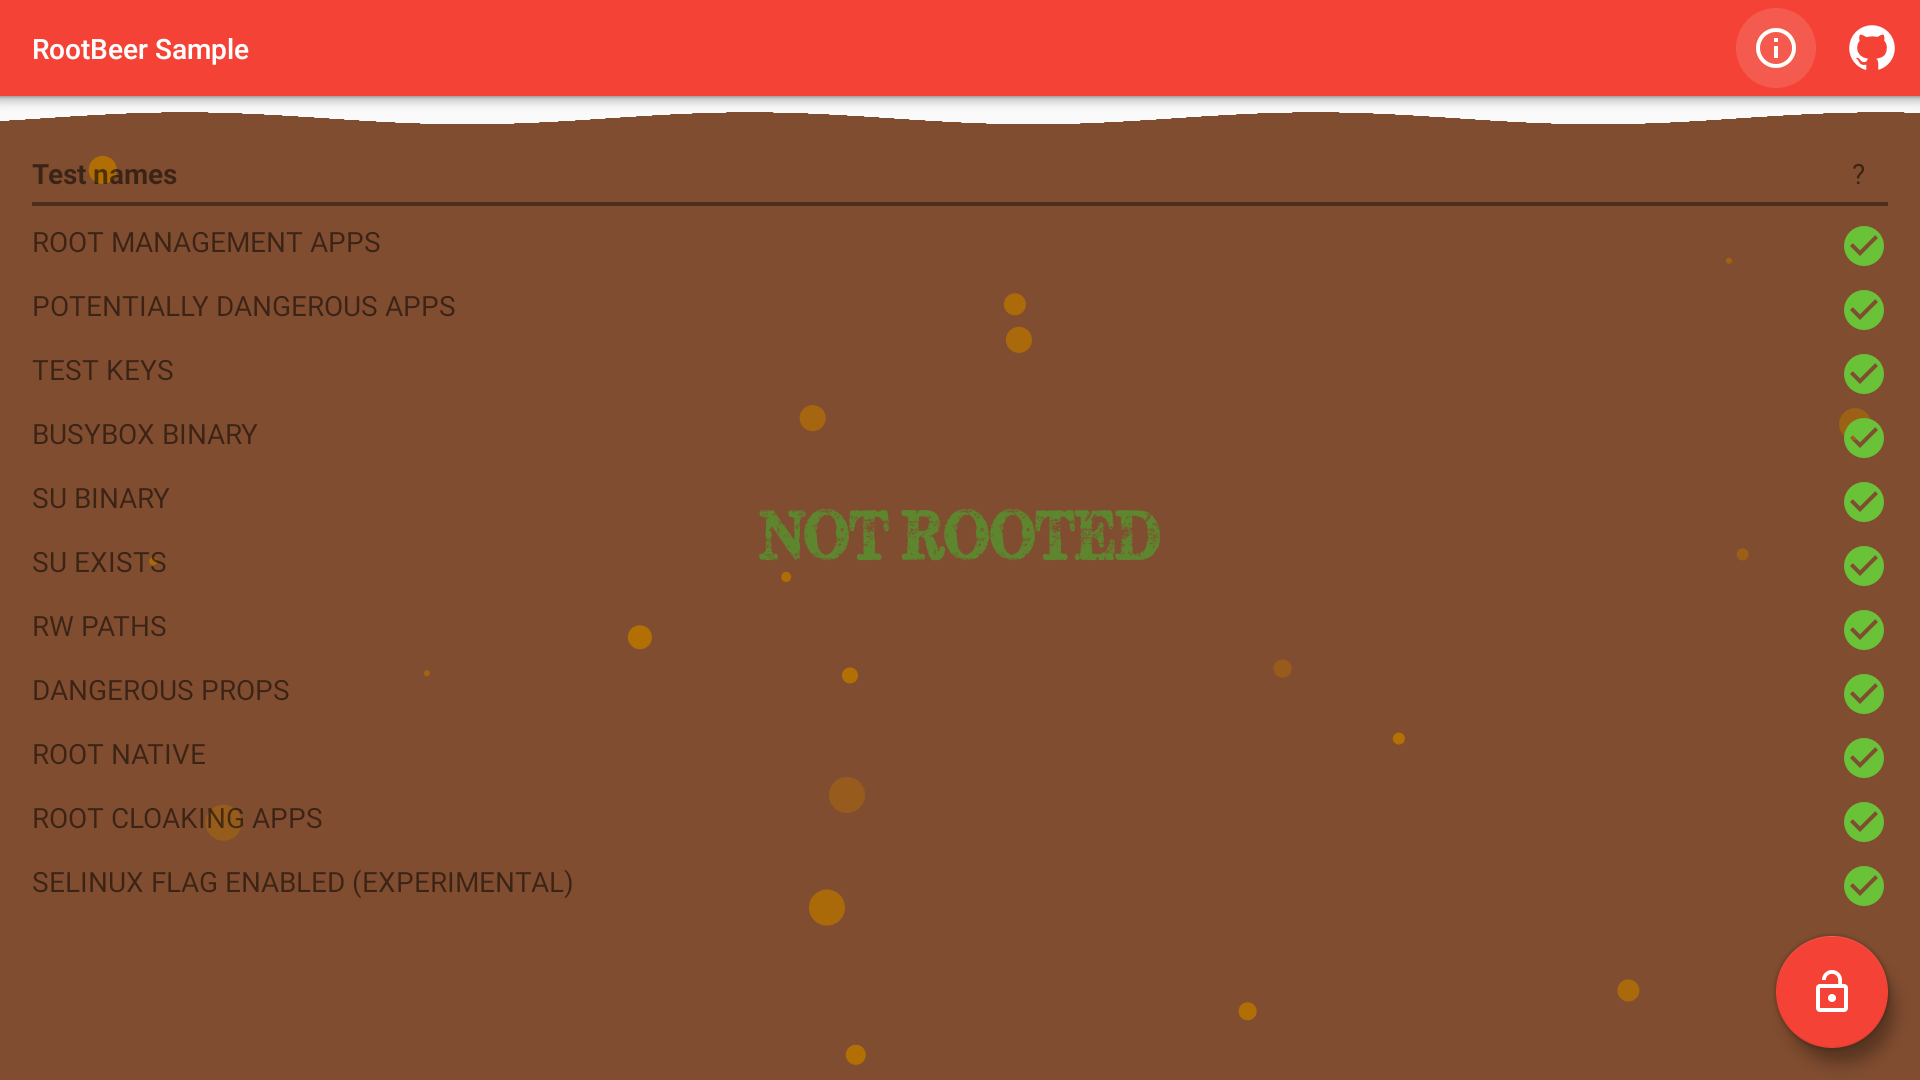 RootBeer Sample
Test names ?
ROOT MANAGEMENT APPS
POTENTIALLY DANGEROUS APPS
TEST KEYS
BUSYBOX BINARY
SU BINARY
NOT ROOTED
SU EXISTS
RW PATHS
DANGEROUS PROPS
ROOT NATIVE
ROOT CLOAKING APPS
SELINUX FLAG ENABLED (EXPERIMENTAL)